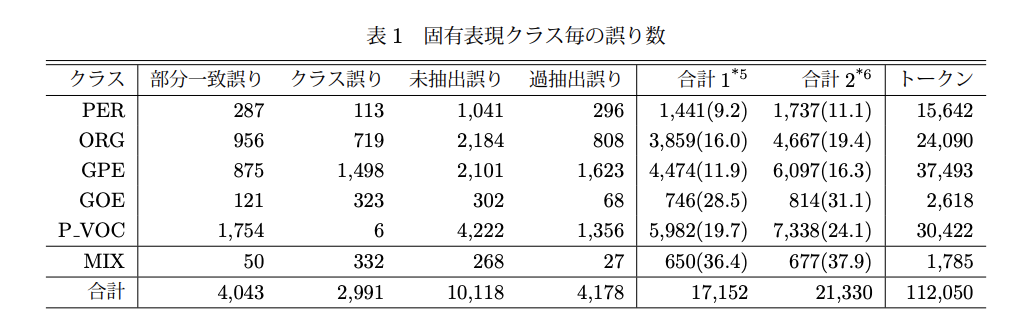 表 1　固有表現クラス毎の誤り数
クラス 部分一致誤り クラス誤り 未抽出誤り 過抽出誤り 合計 1*5 合計 2*6 トークン
PER 287 113 1,041 296 1,441(9.2) 1,737(11.1) 15,642
ORG 956 719 2,184 808 3,859(16.0) 4,667(19.4) 24,090
GPE 875 1,498 2,101 1,623 4,474(11.9) 6,097(16.3) 37,493
GOE 121 323 302 68 746(28.5) 814(31.1) 2,618
P_VOC 1,754 6 4,222 1,356 5,982(19.7) 7,338(24.1) 30,422
MIX 50 332 268 27 650(36.4) 677(37.9) 1,785
合計 4,043 2,991 10,118 4,178 17,152 21,330 112,050